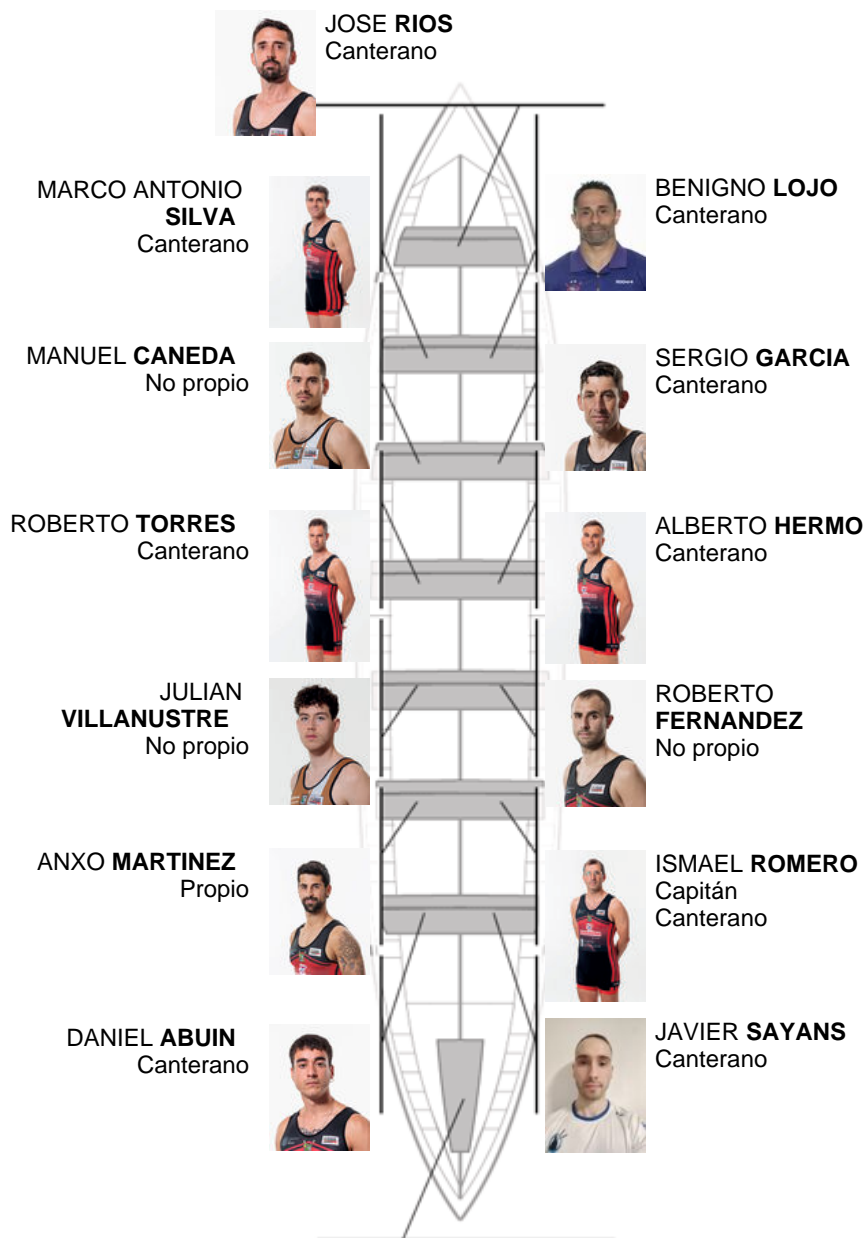 JOSE RIOS
Canterano
MARCO ANTONIO
SILVA
Canterano
BENIGNO LOJO
Canterano
MANUEL CANEDA
No propio
SERGIO GARCIA
Canterano
ROBERTO TORRES
Canterano
ALBERTO HERMO
Canterano
JULIAN
VILLANUSTRE
No propio
ROBERTO
FERNANDEZ
No propio
ANXO MARTINEZ
Propio
ISMAEL ROMERO
Capitán
Canterano
DANIEL ABUIN
Canterano
JAVIER SAYANS
Canterano